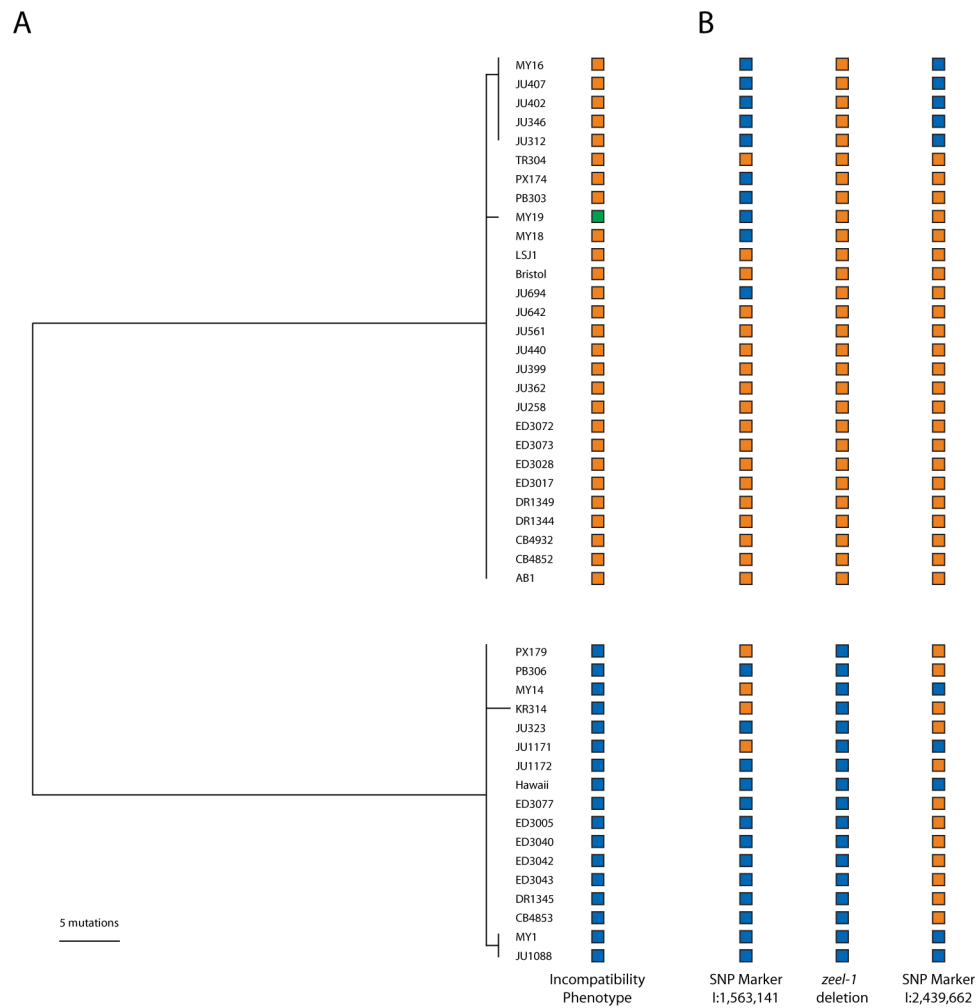 A
B
MY16
JU407
JU402
JU346
JU312
TR304
PX174
PB303
MY19
MY18
LSJ1
Bristol
JU694
JU642
JU561
JU440
JU399
JU362
JU258
ED3072
ED3073
ED3028
ED3017
DR1349
DR1344
CB4932
CB4852
AB1
PX179
PB306
MY14
KR314
JU323
JU1171
JU1172
Hawaii
ED3077
ED3005
ED3040
ED3042
ED3043
DR1345
CB4853
MY1
JU1088
5 mutations
Incompatibility
Phenotype
SNP Marker
I:1,563,141
zeel-1
deletion
SNP Marker
I:2,439,662